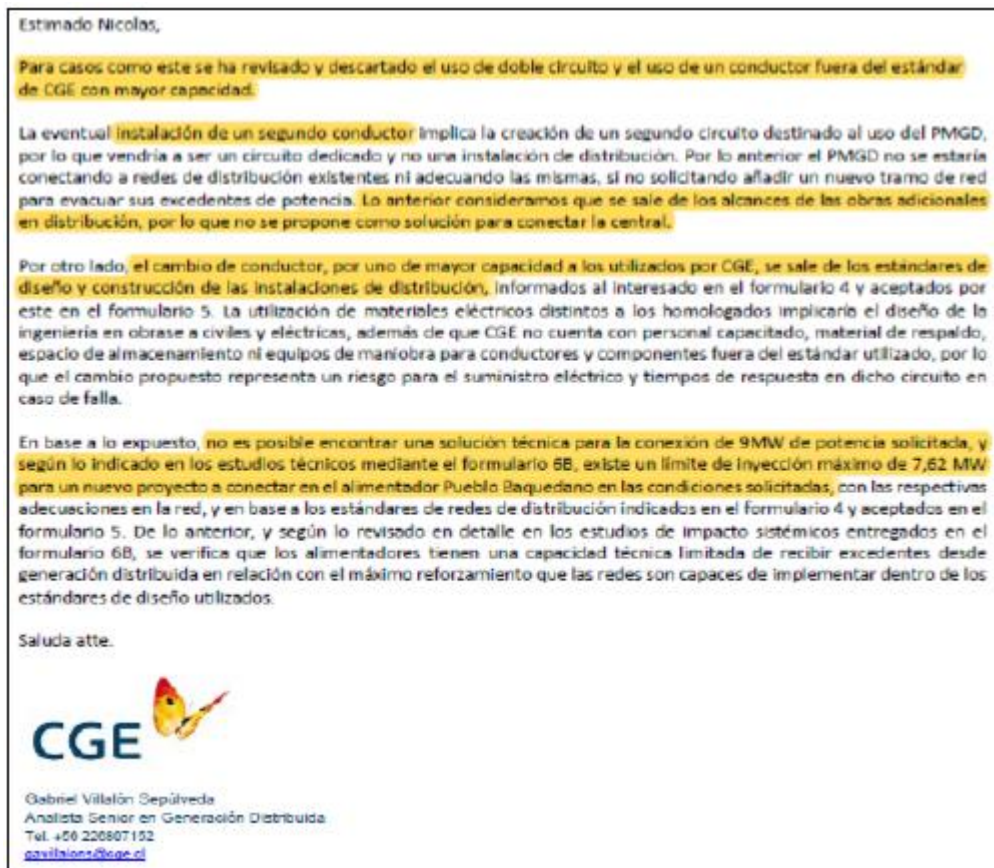 Estimado Nicolas,
Para casos como este se ha revisado y descartado el uso de doble circuito y el uso de un conductor fuera del estándar
de CGE con mayor capacidad.
La eventual instalación de un segundo conductor implica la creación de un segundo circuito destinado al uso del PMGD,
por lo que vendría a ser un circuito dedicado y no una instalación de distribución. Por lo anterior el PMGD no se estaría
conectando a redes de distribución existentes ni adecuando las mismas, si no solicitando añadir un nuevo tramo de red
para evacuar sus excedentes de potencia. Lo anterior consideramos que se sale de los alcances de las obras adicionales
en distribución, por lo que no se propone como solución para conectar la central.
Por otro lado, el cambio de conductor, por uno de mayor capacidad a los utilizados por CGE, se sale de los estándares de
diseño y construcción de las instalaciones de distribución, informados al interesado en el formulario 4 y aceptados por
este en el formulario 5. La utilización de materiales eléctricos distintos a los homologados implicaría el diseño de la
ingeniería en obrase a civiles y eléctricas, además de que CGE no cuenta con personal capacitado, material de respaldo,
espacio de almacenamiento ni equipos de maniobra para conductores y componentes fuera del estándar utilizado, por lo
que el cambio propuesto representa un riesgo para el suministro eléctrico y tiempos de respuesta en dicho circuito en
caso de falla.
En base a lo expuesto, no es posible encontrar una solución técnica para la conexión de 9MW de potencia solicitada, y
según lo indicado en los estudios técnicos mediante el formulario 6B, existe un límite de inyección máximo de 7,62 MW
para un nuevo proyecto a conectar en el alimentador Pueblo Baquedano en las condiciones solicitadas, con las respectivas
adecuaciones en la red, y en base a los estándares de redes de distribución indicados en el formulario 4 y aceptados en el
formulario 5. De lo anterior, y según lo revisado en detalle en los estudios de impacto sistémicos entregados en el
formulario 6B, se verifica que los alimentadores tienen una capacidad técnica limitada de recibir excedentes desde
generación distribuida en relación con el máximo reforzamiento que las redes son capaces de implementar dentro de los
estándares de diseño utilizados.
Saluda atte.
CGE
Gabriel Villalón Sepúlveda
Analista Senior en Generación Distribuida
Tel. +56 226807152
gavillalons@cge.cl